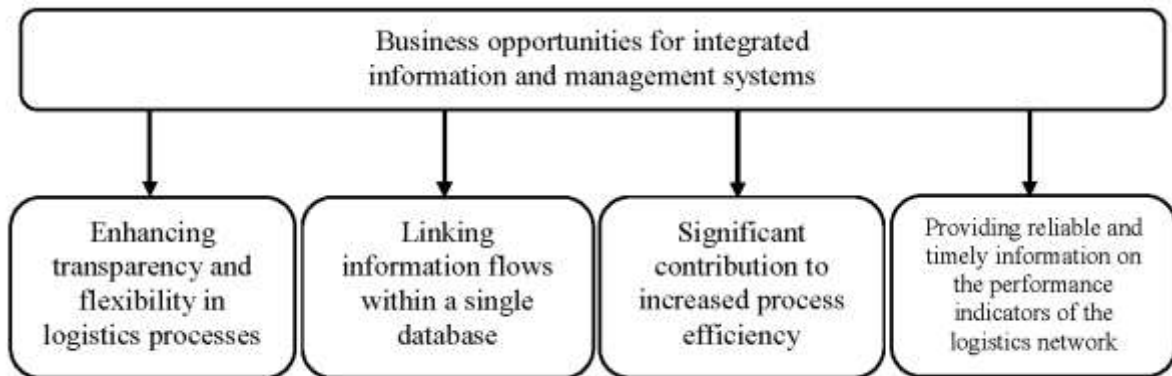 Business opportunities for integrated
information and management systems
Enhancing
transparency and
flexibility in
logistics processes
Linking
information flows
within a single
database
Significant
contribution to
increased process
efficiency
Providing reliable and
timely information on
the performance
indicators of the
logistics network